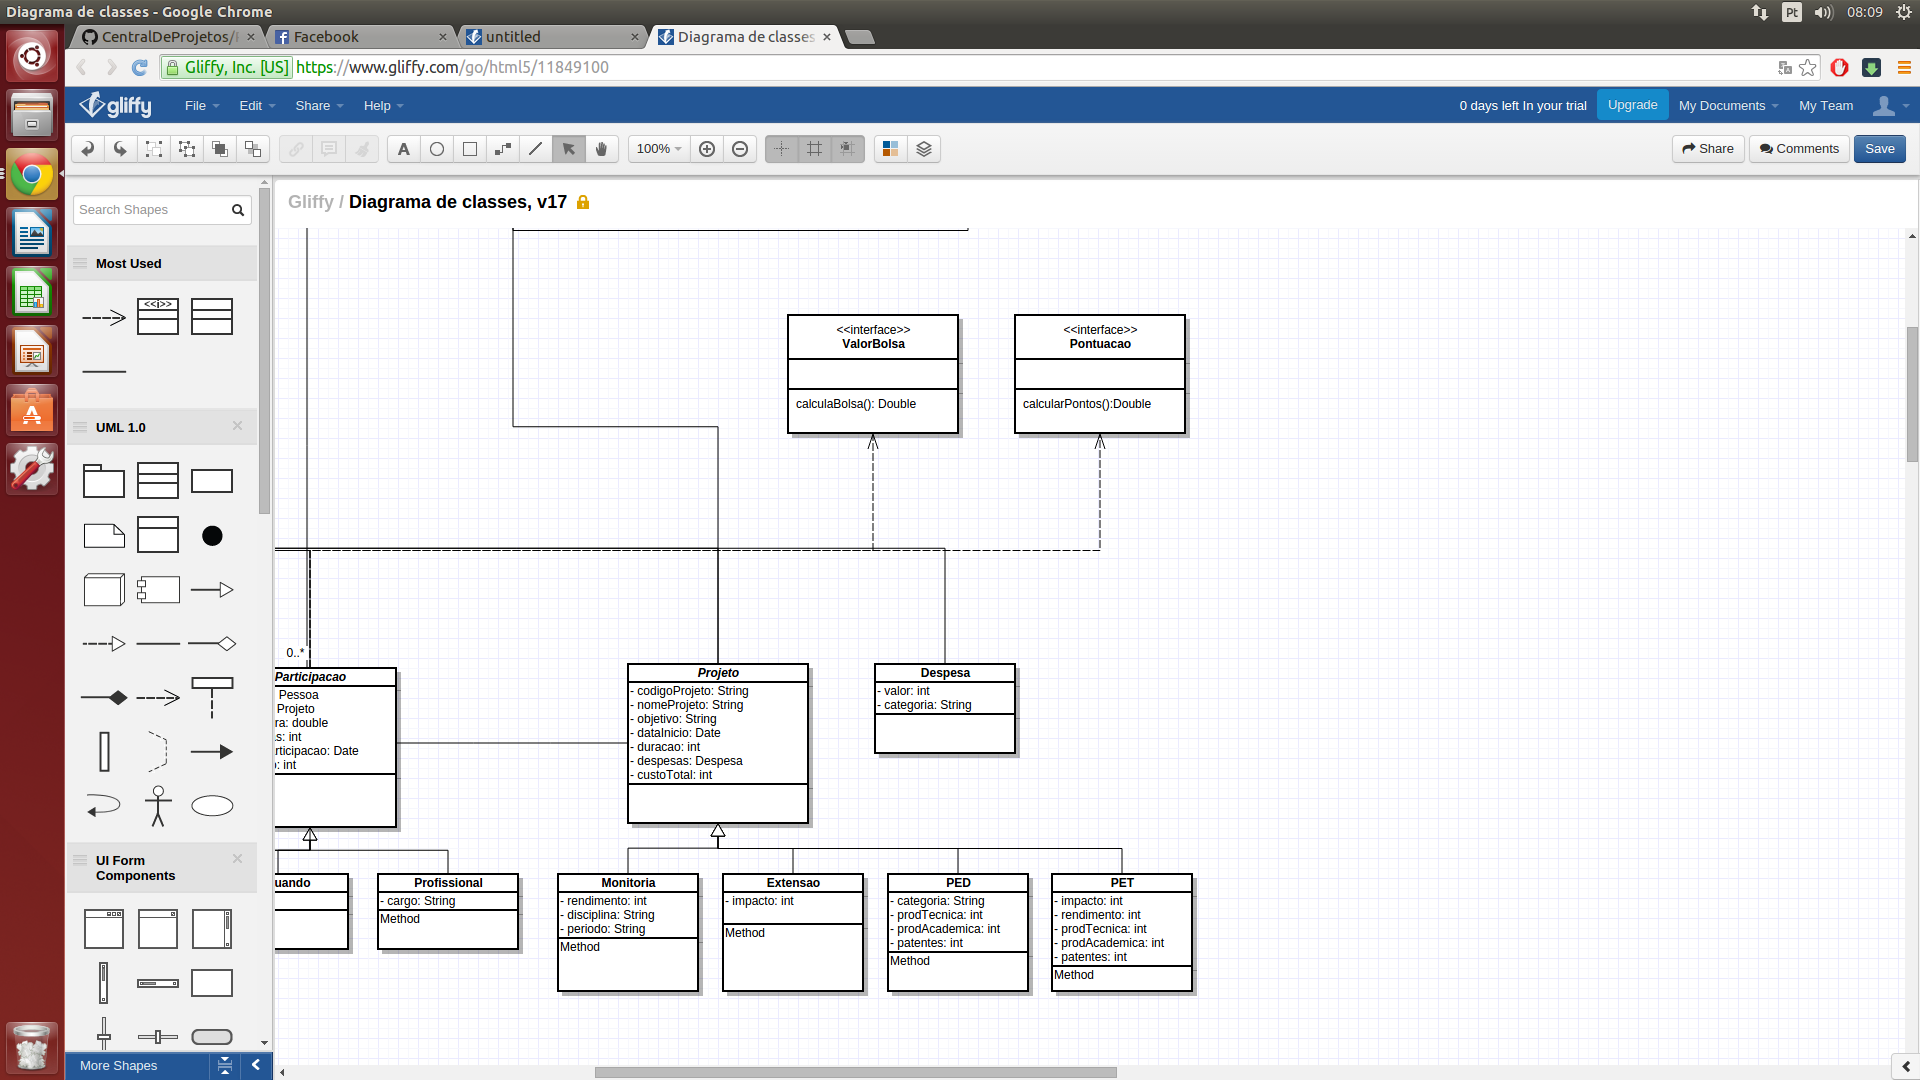 Diagrama de classes - Google Chrome
Pt
08:09
CentralDeProjetos/
Facebook
untitled
Diagrama de classes
Gliffy, Inc. [US] https://www.gliffy.com/go/html5/11849100
gliffy
File
Edit
Share
Help
0 days left In your trial
Upgrade
My Documents
My Team
A
100%
Share
Comments
Save
Search Shapes
Gliffy / Diagrama de classes, v17
Most Used
<<i>>
UML 1.0
UI Form
Components
More Shapes
<<interface>>
ValorBolsa
calculaBolsa(): Double
<<interface>>
Pontuacao
calcularPontos():Double
0..*
Participacao
Pessoa
Projeto
ra: double
s: int
rticipacao: Date
: int
Projeto
- codigoProjeto: String
- nomeProjeto: String
- objetivo: String
- dataInicio: Date
- duracao: int
- despesas: Despesa
- custoTotal: int
Despesa
- valor: int
- categoria: String
uando
Profissional
- cargo: String
Method
Monitoria
- rendimento: int
- disciplina: String
- periodo: String
Method
Extensao
- impacto: int
Method
PED
- categoria: String
- prodTecnica: int
- prodAcademica: int
- patentes: int
Method
PET
- impacto: int
- rendimento: int
- prodTecnica: int
- prodAcademica: int
- patentes: int
Method